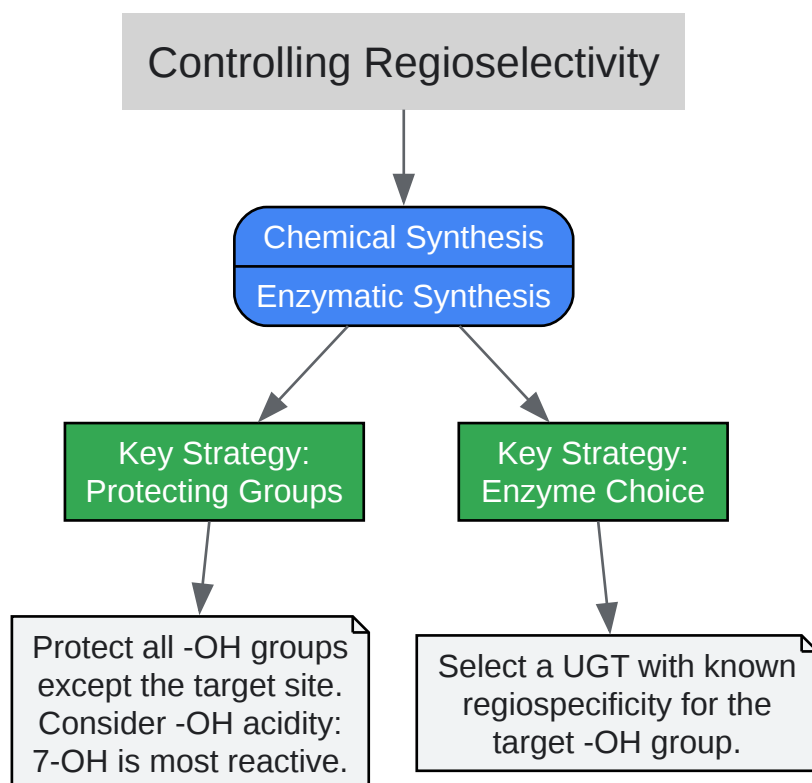 Controlling Regioselectivity
Chemical Synthesis
Enzymatic Synthesis
Key Strategy:
Protecting Groups
Key Strategy:
Enzyme Choice
Protect all -OH groups
except the target site.
Consider -OH acidity:
7-OH is most reactive.
Select a UGT with known
regiospecificity for the
target -OH group.